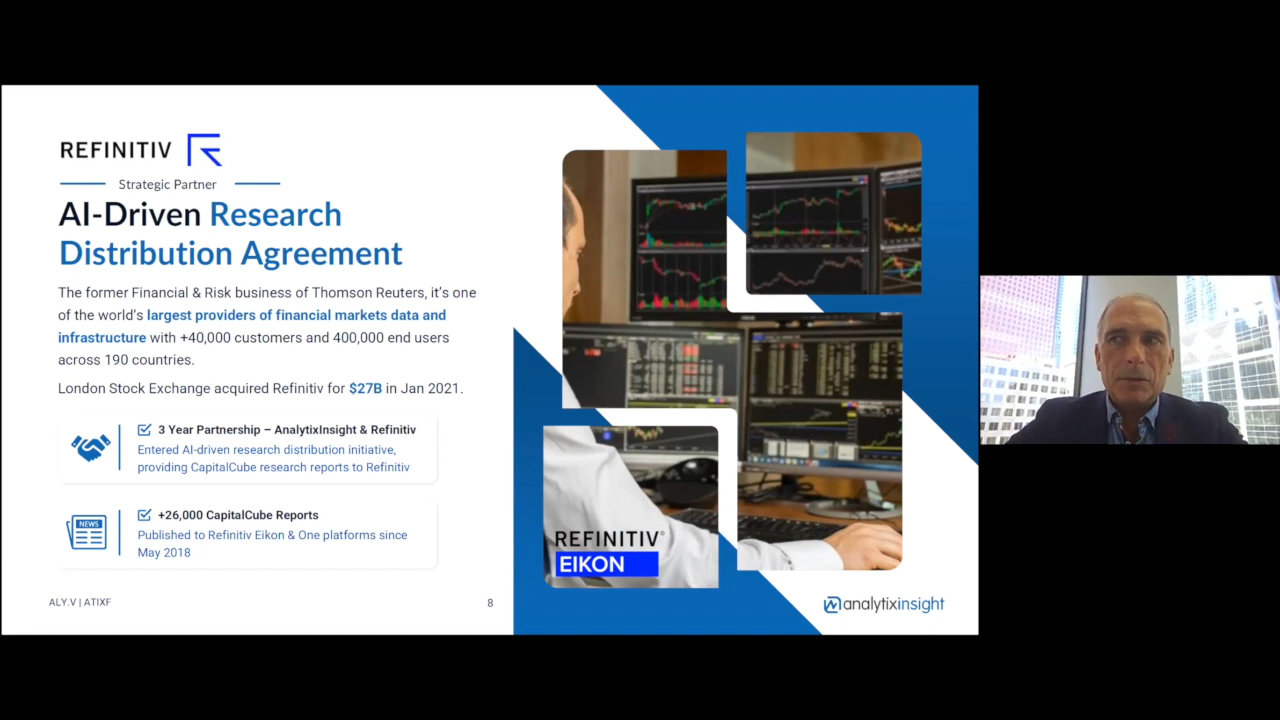 REFINITIV
Strategic Partner
AI-Driven Research
Distribution Agreement
The former Financial & Risk business of Thomson Reuters, it's one
of the world's largest providers of financial markets data and
infrastructure with +40,000 customers and 400,000 end users
across 190 countries.
London Stock Exchange acquired Refinitiv for $27B in Jan 2021.
3 Year Partnership – AnalytixInsight & Refinitiv
Entered AI-driven research distribution initiative,
providing CapitalCube research reports to Refinitiv
NEWS
+26,000 CapitalCube Reports
Published to Refinitiv Eikon & One platforms since
May 2018
ALY.V | ATIXF
8
REFINITIV®
EIKON
analytixinsight